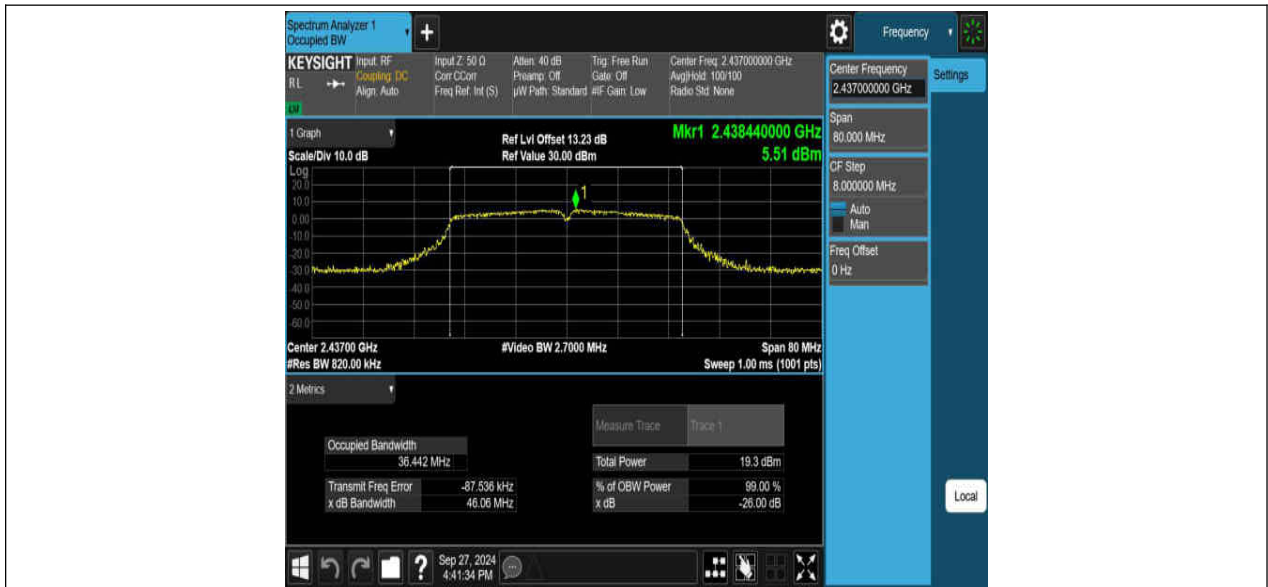 Spectrum Analyzer 1
Occupied BW
+
Frequency
KEYSIGHT
RL
Input: RF
Coupling: DC
Align: Auto
Input Z: 50 Ω
Corr CCorr
Freq Ref: Int (S)
Atten: 40 dB
Preamp: Off
µW Path: Standard
Trig: Free Run
Gate: Off
#IF Gain: Low
Center Freq: 2.437000000 GHz
Avg|Hold: 100/100
Radio Std: None
Center Frequency
2.437000000 GHz
Settings
Span
80.000 MHz
CF Step
8.000000 MHz
Auto
Man
Freq Offset
0 Hz
Local
1 Graph
Scale/Div 10.0 dB
Ref Lvl Offset 13.23 dB
Ref Value 30.00 dBm
Mkr1 2.438440000 GHz
5.51 dBm
Log
20.0
10.0
0.00
-10.0
-20.0
-30.0
-40.0
-50.0
-60.0
1
Center 2.43700 GHz
#Res BW 820.00 kHz
#Video BW 2.7000 MHz
Span 80 MHz
Sweep 1.00 ms (1001 pts)
2 Metrics
Measure Trace
Trace 1
Occupied Bandwidth
36.442 MHz
Total Power
19.3 dBm
Transmit Freq Error
-87.536 kHz
% of OBW Power
99.00 %
x dB Bandwidth
46.06 MHz
x dB
-26.00 dB
?
Sep 27, 2024
4:41:34 PM